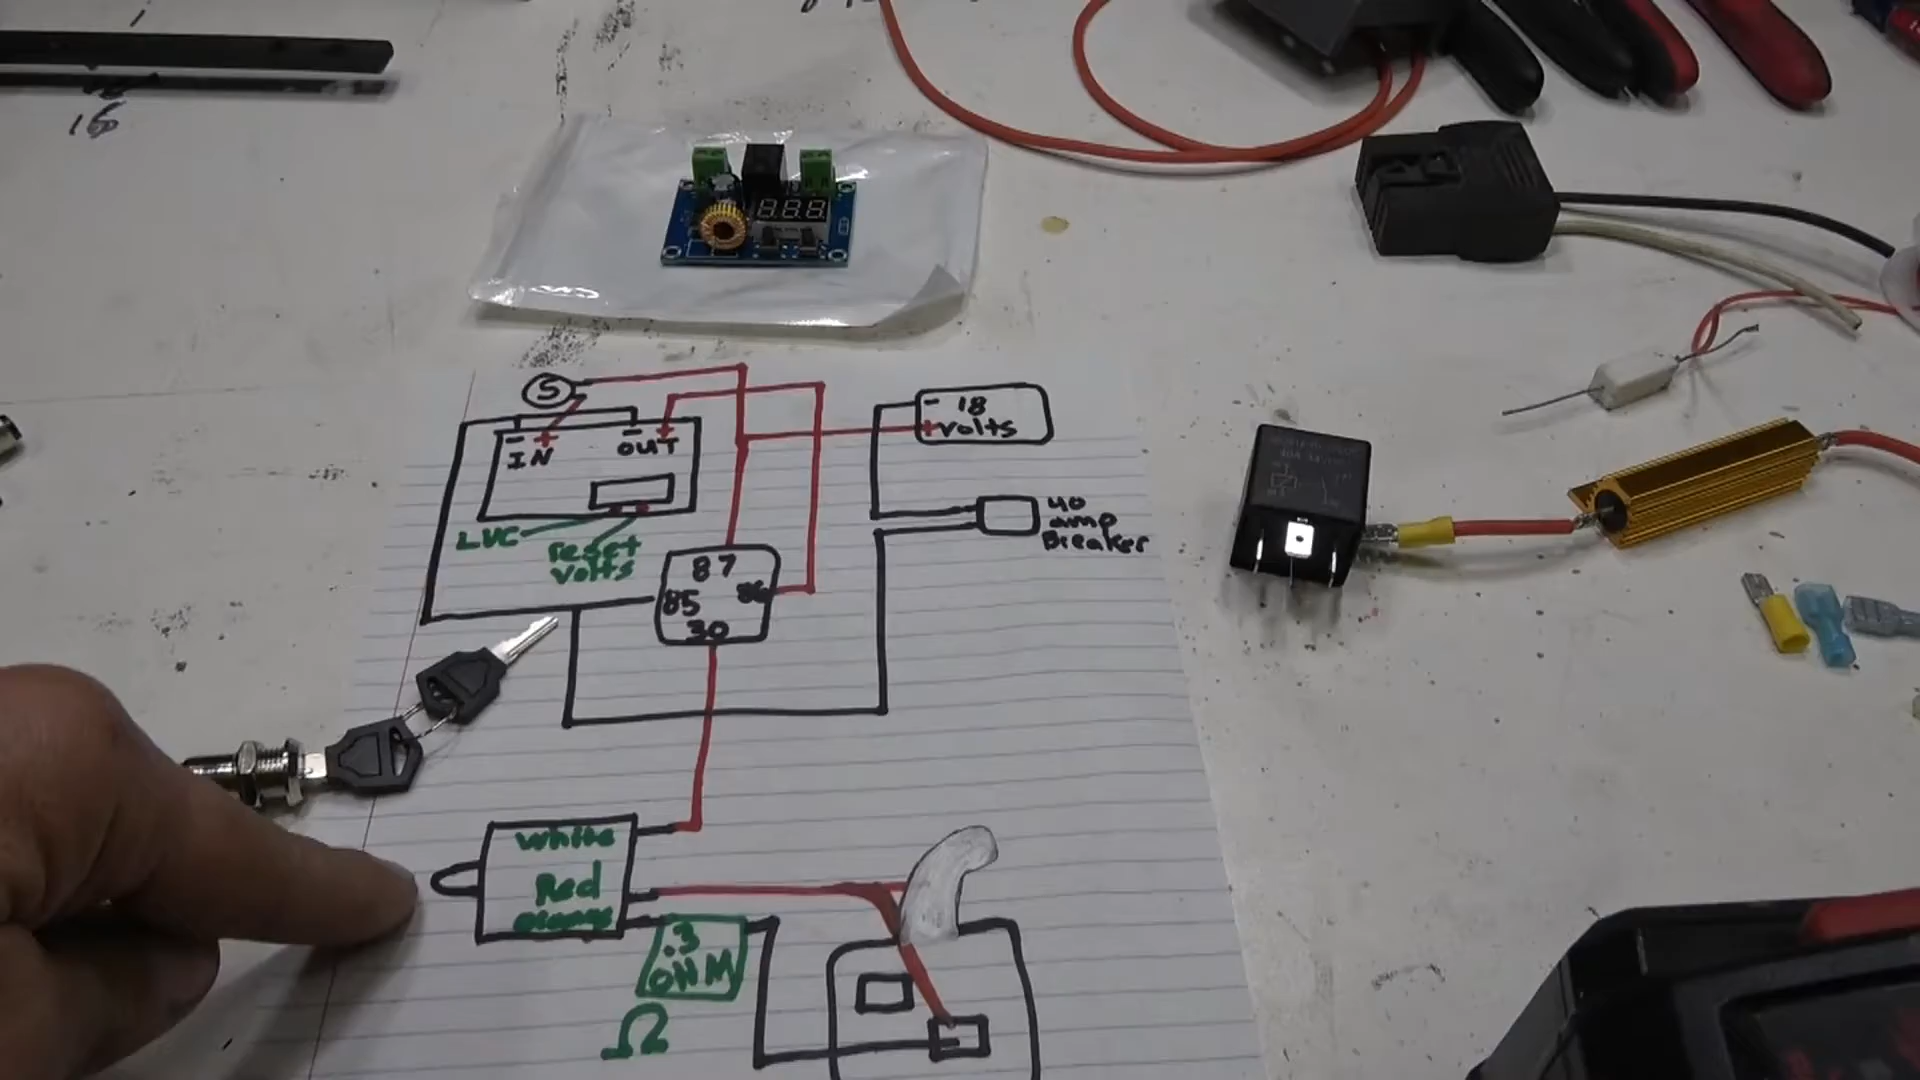 16
S
- +
IN
- +
OUT
LVC
reset
volts
- 18
+ volts
40
amp
Breaker
87
85 86
30
White
Red
orange
.3
OHM
Ω